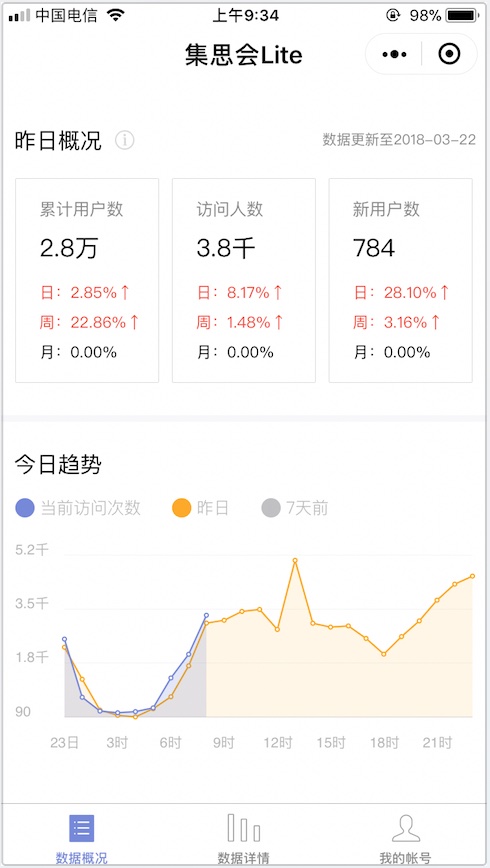 中国电信 上午9:34 98%
集思会Lite
昨日概况 数据更新至2018-03-22
累计用户数 访问人数 新用户数
2.8万 3.8千 784
日：2.85%↑ 日：8.17%↑ 日：28.10%↑
周：22.86%↑ 周：1.48%↑ 周：3.16%↑
月：0.00% 月：0.00% 月：0.00%
今日趋势
当前访问次数 昨日 7天前
5.2千
3.5千
1.8千
90
23日 3时 6时 9时 12时 15时 18时 21时
数据概况 数据详情 我的帐号